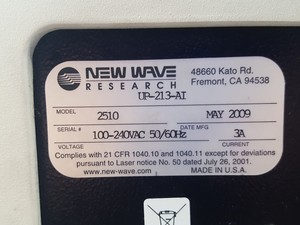 NEW WAVE
RESEARCH
48660 Kato Rd.
Fremont, CA 94538
UP-213-AI
MODEL 2510 MAY 2009
SERIAL # 100-240VAC 50/60Hz DATE MFG 3A
VOLTAGE CURRENT
Complies with 21 CFR 1040.10 and 1040.11 except for deviations
pursuant to Laser notice No. 50 dated July 26, 2001.
www.new-wave.com MADE IN U.S.A.